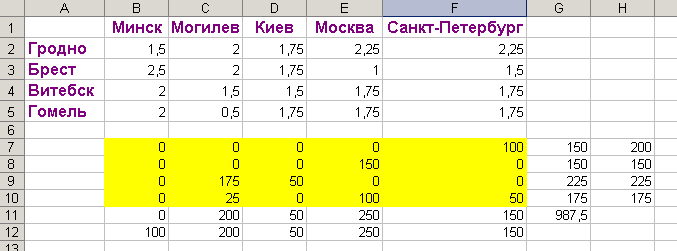 A B C D E F G H
1 Минск Могилев Киев Москва Санкт-Петербург
2 Гродно 1,5 2 1,75 2,25 2,25
3 Брест 2,5 2 1,75 1 1,5
4 Витебск 2 1,5 1,5 1,75 1,75
5 Гомель 2 0,5 1,75 1,75 1,75
6
7 0 0 0 0 100 150 200
8 0 0 0 150 0 150 150
9 0 175 50 0 0 225 225
10 0 25 0 100 50 175 175
11 0 200 50 250 150 987,5
12 100 200 50 250 150
13